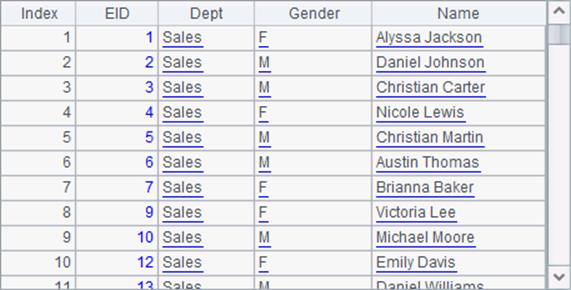 Index EID Dept Gender Name
1 1 Sales F Alyssa Jackson
2 2 Sales M Daniel Johnson
3 3 Sales M Christian Carter
4 4 Sales F Nicole Lewis
5 5 Sales M Christian Martin
6 6 Sales M Austin Thomas
7 7 Sales F Brianna Baker
8 9 Sales F Victoria Lee
9 10 Sales M Michael Moore
10 12 Sales F Emily Davis
11 13 Sales M Daniel Williams